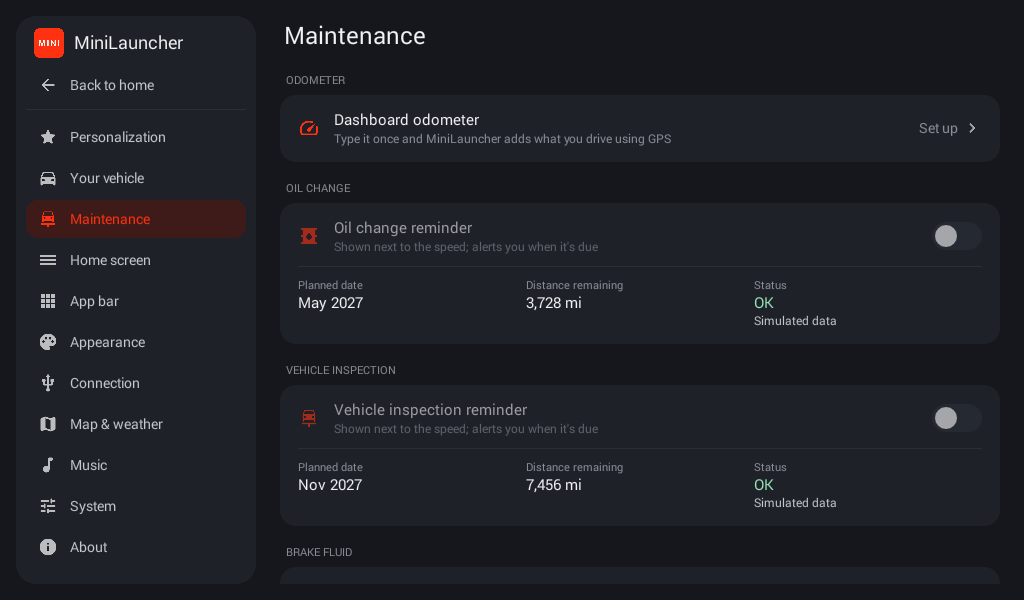 MINI
MiniLauncher
Back to home
Personalization
Your vehicle
Maintenance
Home screen
App bar
Appearance
Connection
Map & weather
Music
System
About
Maintenance
ODOMETER
Dashboard odometer
Type it once and MiniLauncher adds what you drive using GPS
Set up
OIL CHANGE
Oil change reminder
Shown next to the speed; alerts you when it's due
Planned date
May 2027
Distance remaining
3,728 mi
Status
OK
Simulated data
VEHICLE INSPECTION
Vehicle inspection reminder
Shown next to the speed; alerts you when it's due
Planned date
Nov 2027
Distance remaining
7,456 mi
Status
OK
Simulated data
BRAKE FLUID